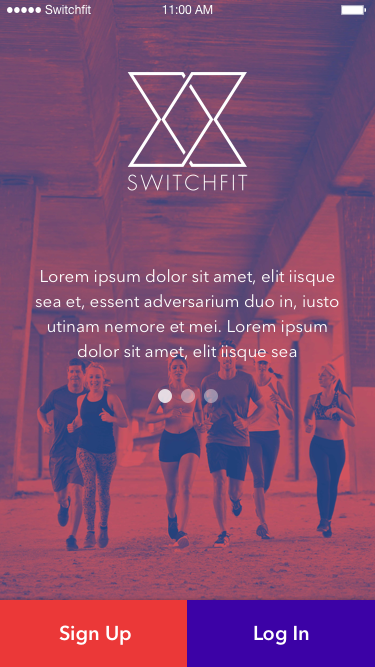 Switchfit 11:00 AM
SWITCHFIT
Lorem ipsum dolor sit amet, elit iisque
sea et, essent adversarium duo in, iusto
utinam nemore et mei. Lorem ipsum
dolor sit amet, elit iisque sea
Sign Up Log In